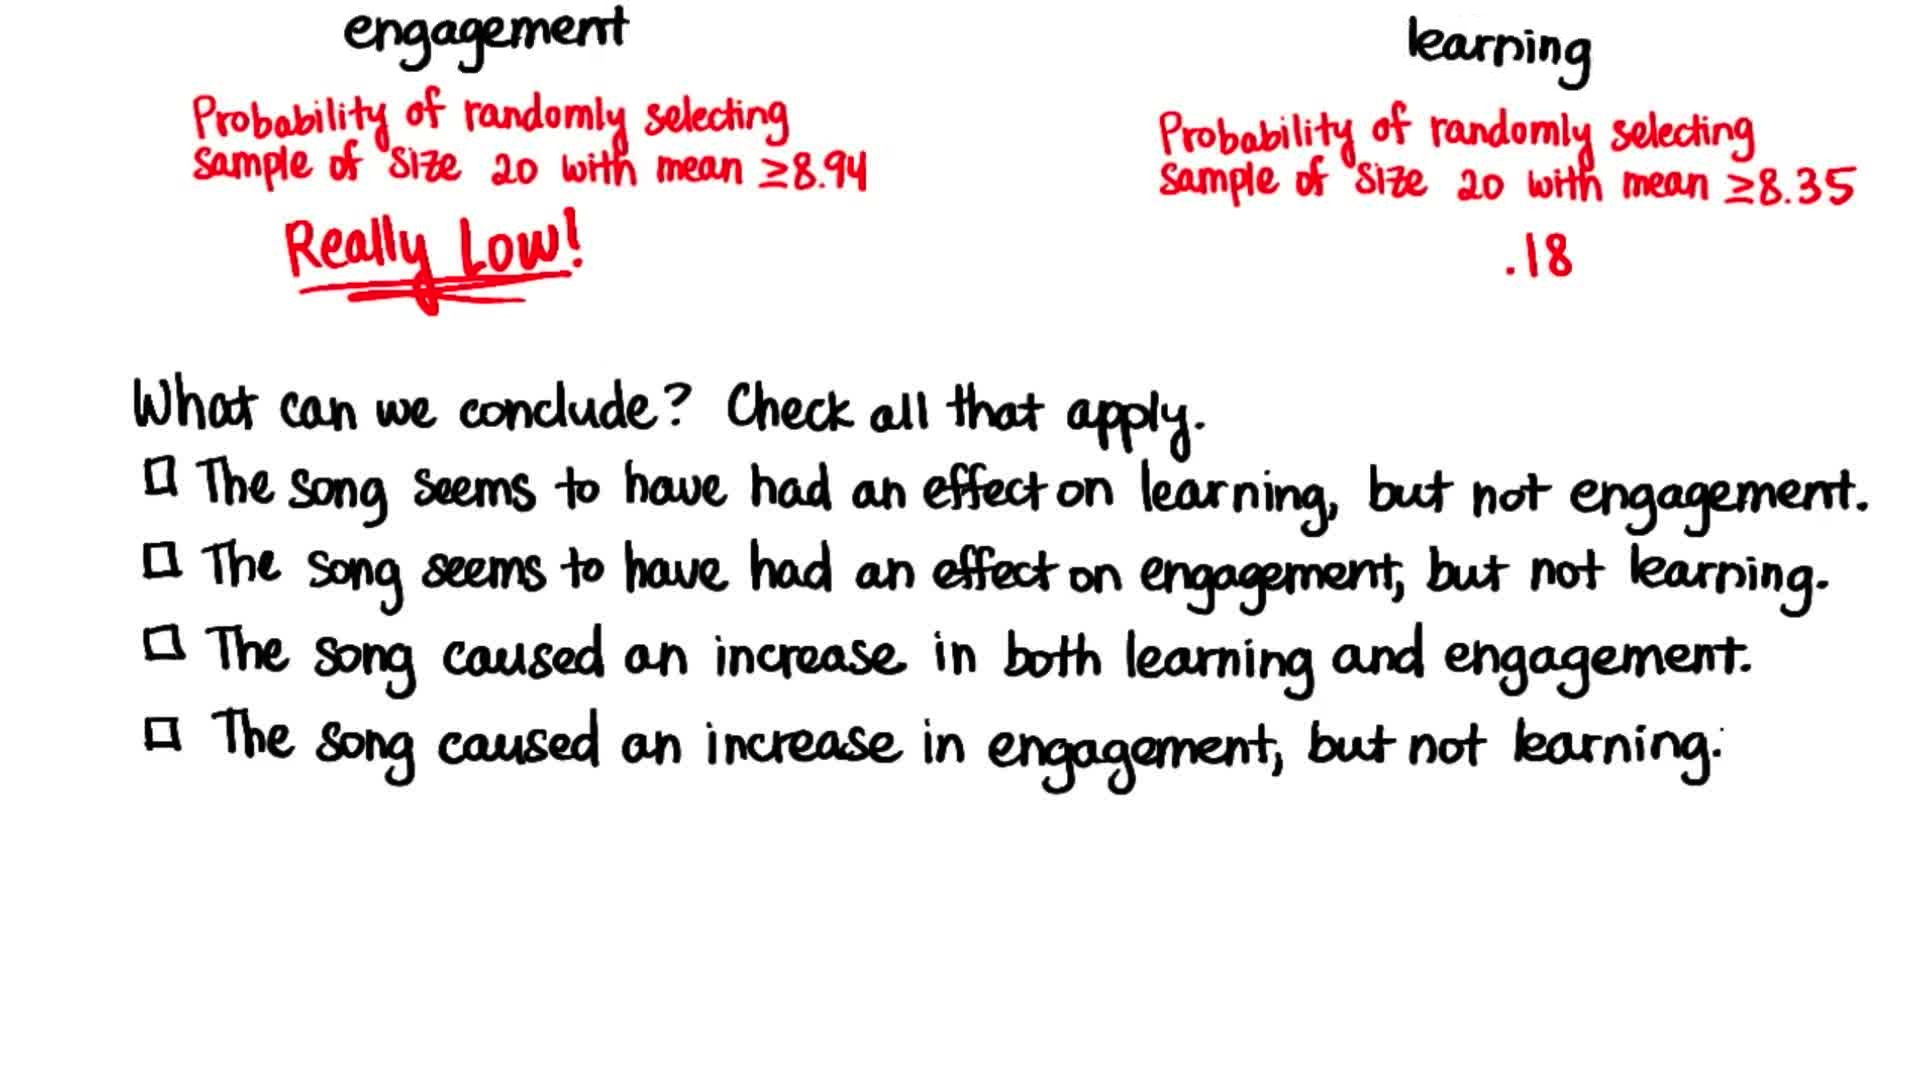 engagement
learning
Probability of randomly selecting
sample of size 20 with mean ≥8.94
Really Low!
Probability of randomly selecting
sample of size 20 with mean ≥8.35
.18
What can we conclude? Check all that apply.
The song seems to have had an effect on learning, but not engagement.
The song seems to have had an effect on engagement, but not learning.
The song caused an increase in both learning and engagement.
The song caused an increase in engagement, but not learning.